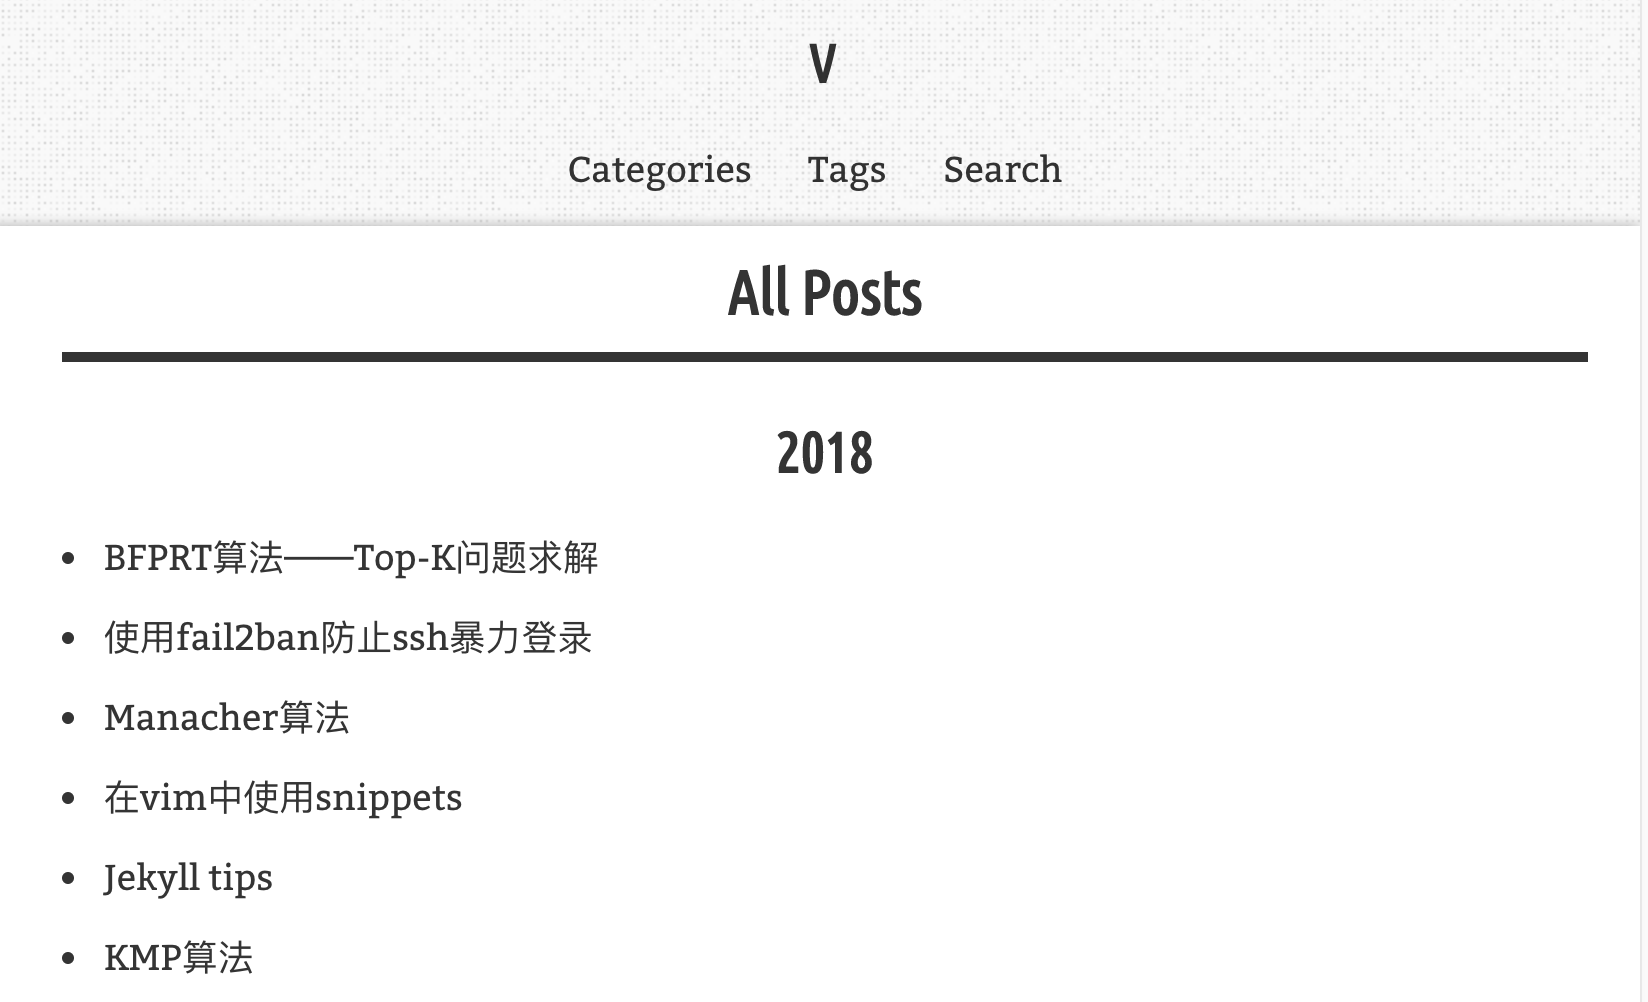 V
Categories Tags Search
All Posts
2018
BFPRT算法——Top-K问题求解
使用fail2ban防止ssh暴力登录
Manacher算法
在vim中使用snippets
Jekyll tips
KMP算法